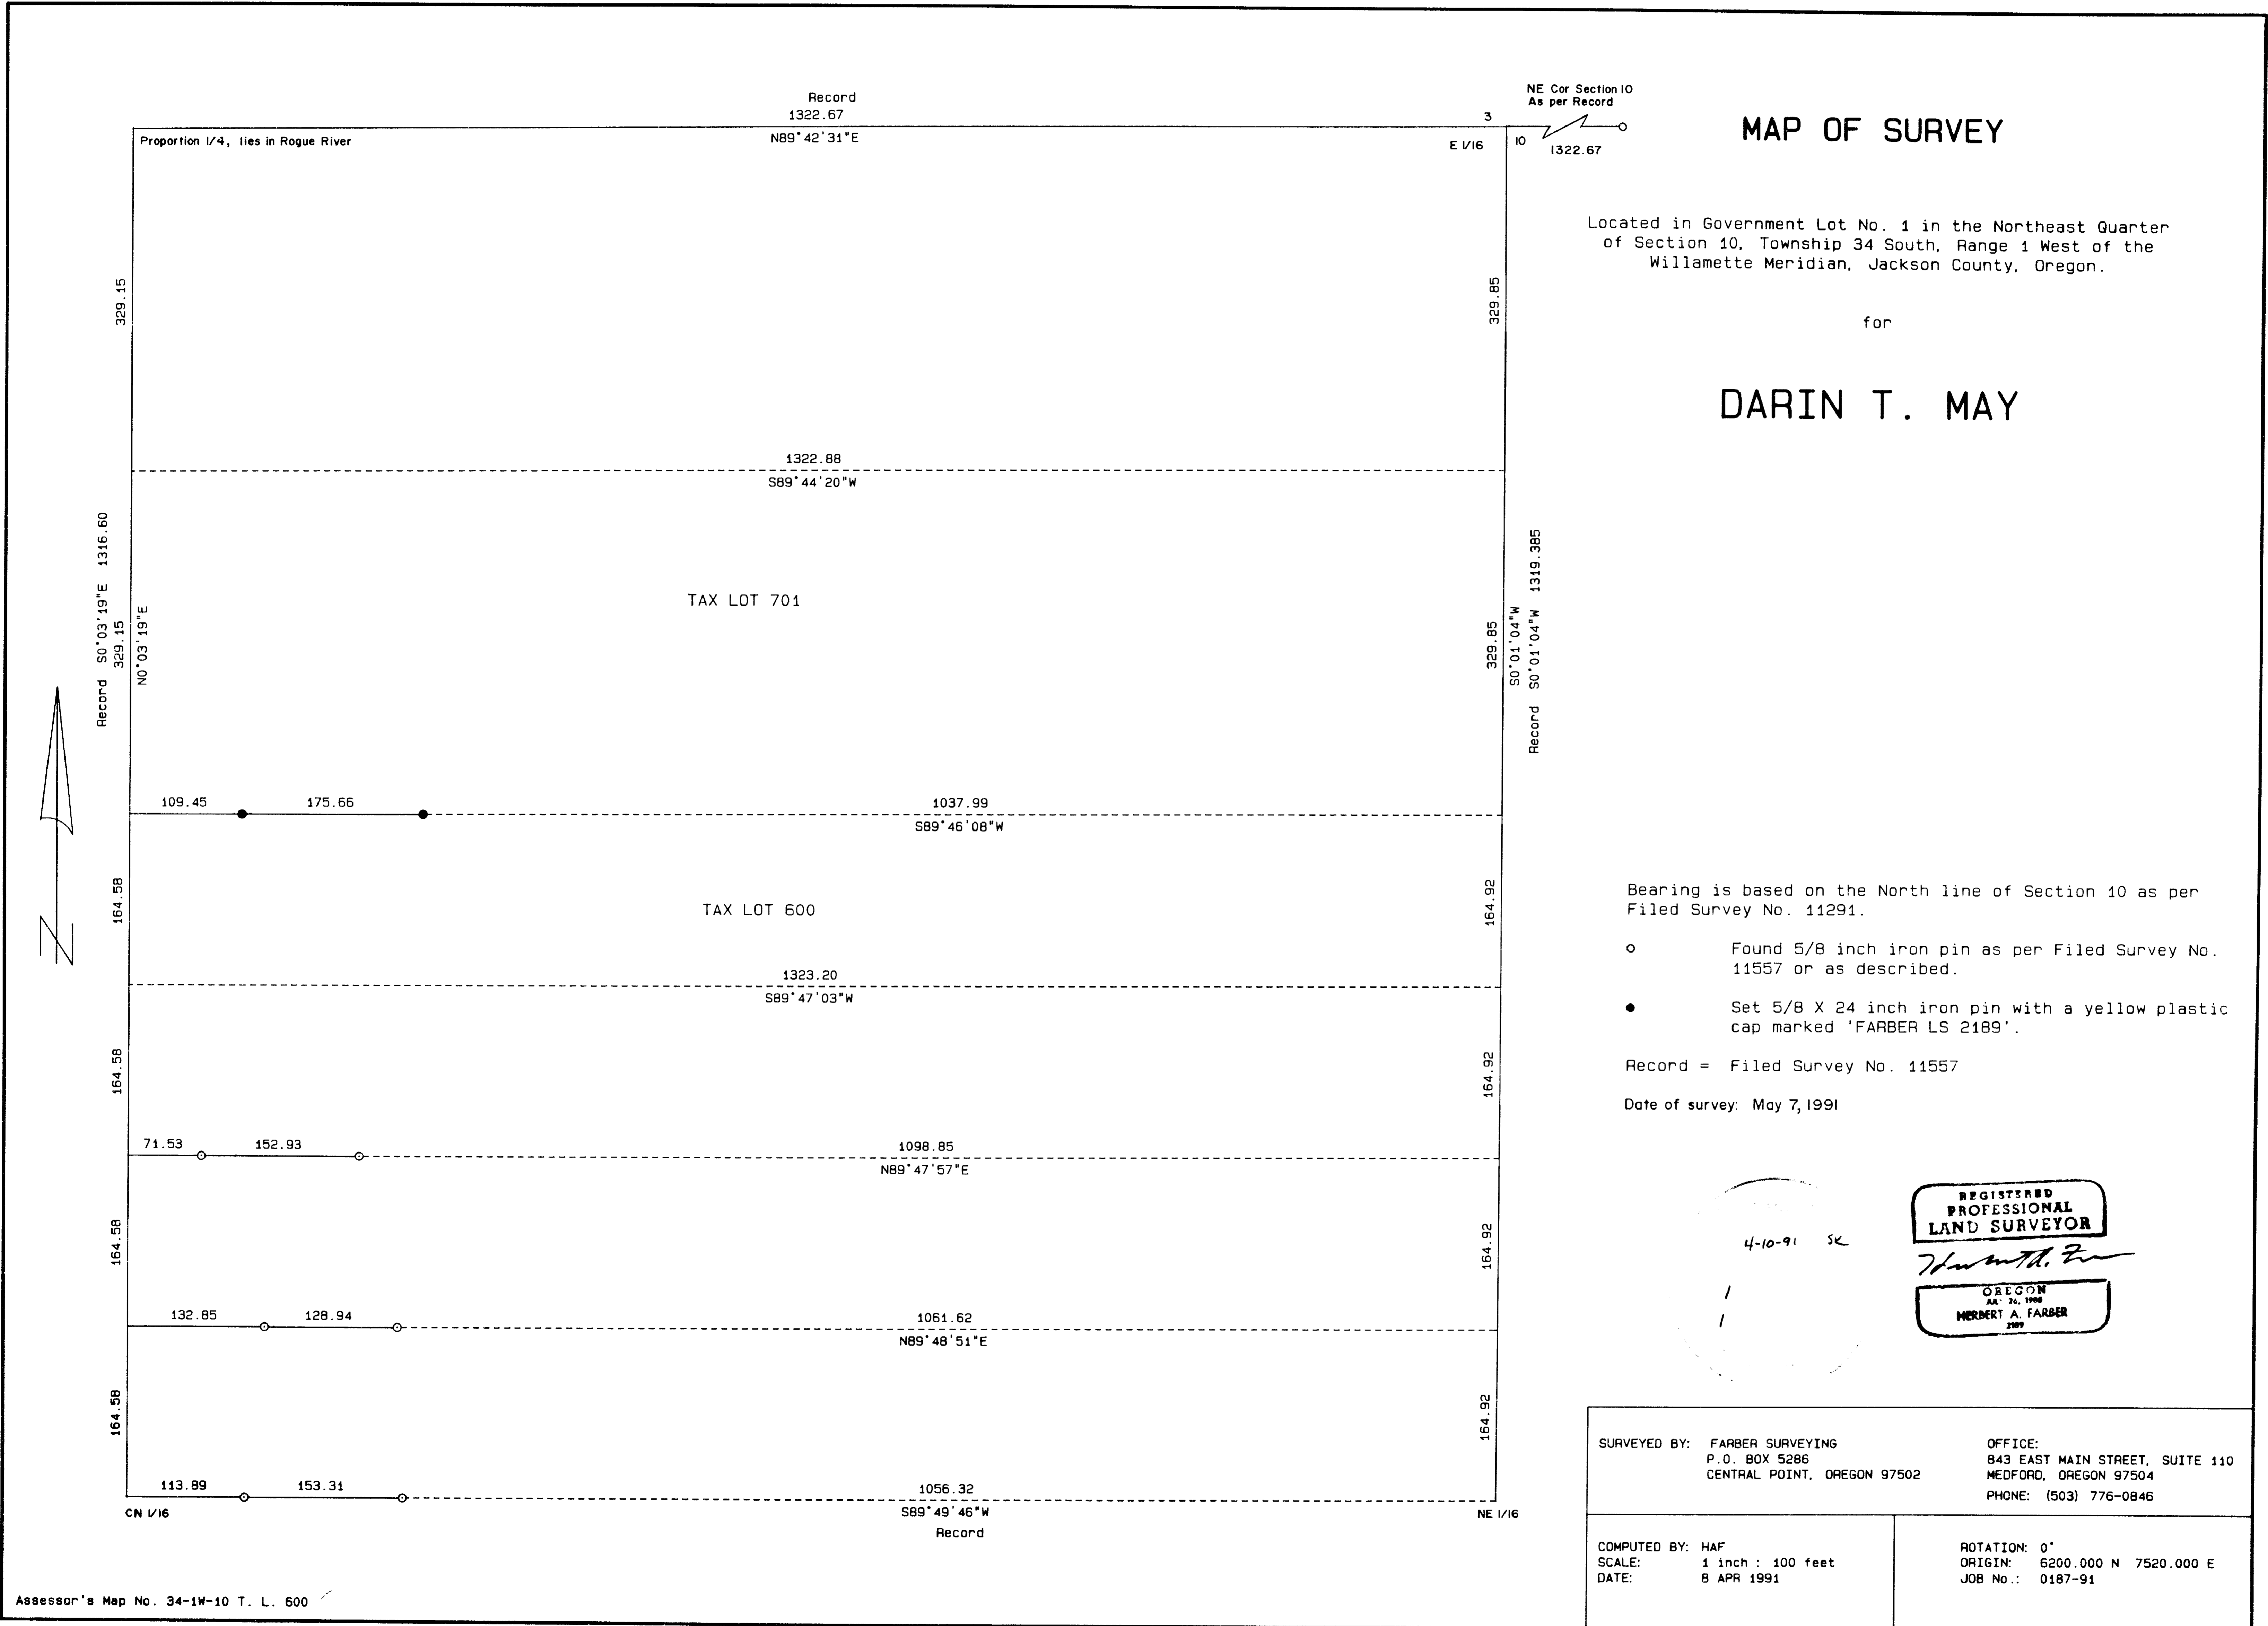 Record
1322.67
N89°42'31"E
Proportion 1/4, lies in Rogue River
3
E 1/16
10
NE Cor Section 10
As per Record
1322.67
MAP OF SURVEY
Located in Government Lot No. 1 in the Northeast Quarter
of Section 10, Township 34 South, Range 1 West of the
Willamette Meridian, Jackson County, Oregon.
for
DARIN T. MAY
329.15
329.85
1322.88
S89°44'20"W
Record S0°03'19"E 1316.60
329.15
N0°03'19"E
TAX LOT 701
329.85
S0°01'04"W
Record S0°01'04"W 1319.385
109.45
175.66
1037.99
S89°46'08"W
N
164.58
TAX LOT 600
164.92
1323.20
S89°47'03"W
164.58
164.92
71.53
152.93
1098.85
N89°47'57"E
164.58
164.92
132.85
128.94
1061.62
N89°48'51"E
164.58
164.92
113.89
153.31
1056.32
S89°49'46"W
Record
CN 1/16
NE 1/16
Bearing is based on the North line of Section 10 as per
Filed Survey No. 11291.
Found 5/8 inch iron pin as per Filed Survey No.
11557 or as described.
Set 5/8 X 24 inch iron pin with a yellow plastic
cap marked 'FARBER LS 2189'.
Record = Filed Survey No. 11557
Date of survey: May 7, 1991
4-10-91 SK
REGISTERED
PROFESSIONAL
LAND SURVEYOR
OREGON
26, 1985
HERBERT A. FARBER
2189
SURVEYED BY: FARBER SURVEYING
P.O. BOX 5286
CENTRAL POINT, OREGON 97502
OFFICE:
843 EAST MAIN STREET, SUITE 110
MEDFORD, OREGON 97504
PHONE: (503) 776-0846
COMPUTED BY: HAF
SCALE: 1 inch : 100 feet
DATE: 8 APR 1991
ROTATION: 0°
ORIGIN: 6200.000 N 7520.000 E
JOB No.: 0187-91
Assessor's Map No. 34-1W-10 T. L. 600